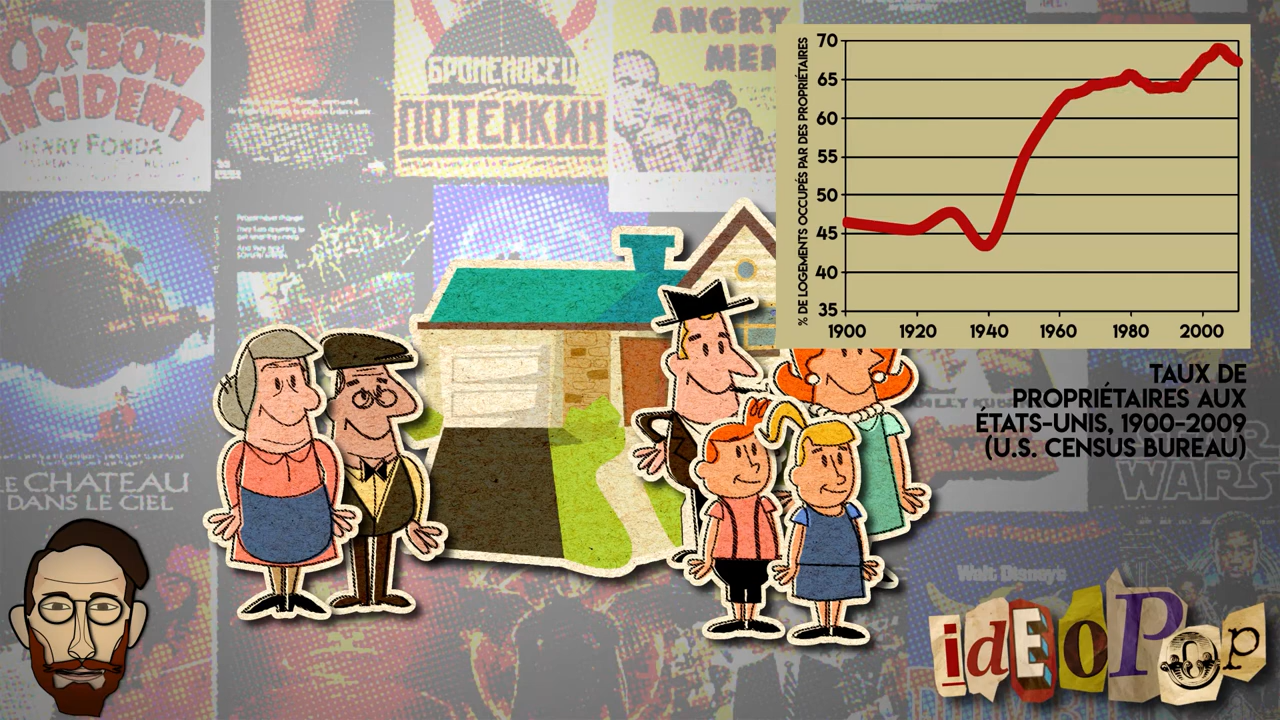 OX-BOW
INCIDENT
HENRY FONDA
БРОНЕНОСЕЦ
ПОТЕМКИН
ANGRY
MEN
LE CHATEAU
DANS LE CIEL
% DE LOGEMENTS OCCUPÉS PAR DES PROPRIÉTAIRES
70
65
60
55
50
45
40
35
1900 1920 1940 1960 1980 2000
TAUX DE
PROPRIÉTAIRES AUX
ÉTATS-UNIS, 1900-2009
(U.S. CENSUS BUREAU)
STAR
WARS
Walt Disney's
idEoPop